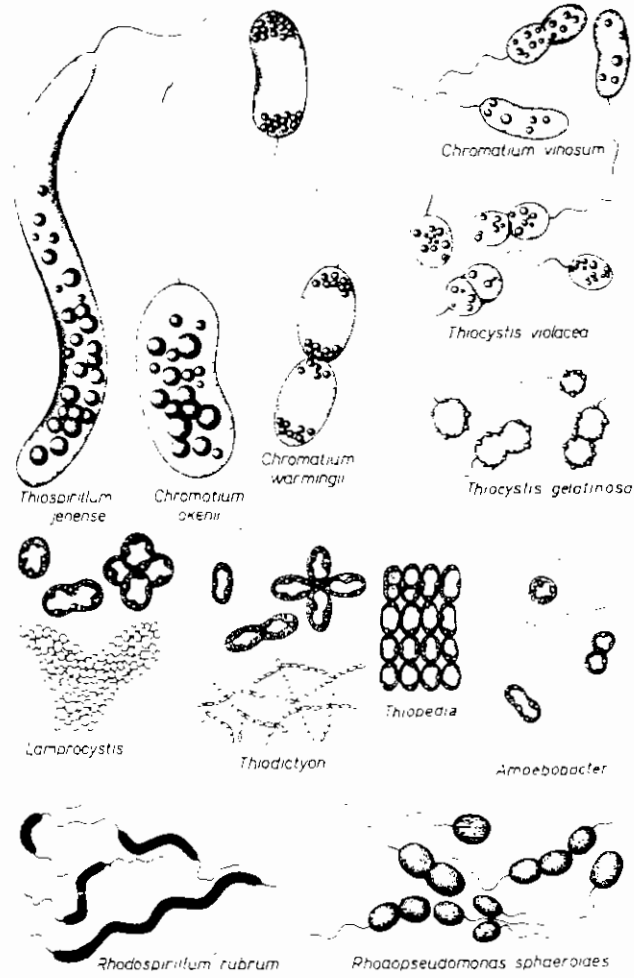 Chromatium vinosum
Thiocystis violacea
Chromatium
warmingii
Thiocystis gelatinosa
Thiospirillum
jenense
Chromatium
okenii
Lamprocystis
Thiodictyon
Thiopedia
Amoebobacter
Rhodospirillum rubrum
Rhodopseudomonas sphaeroides